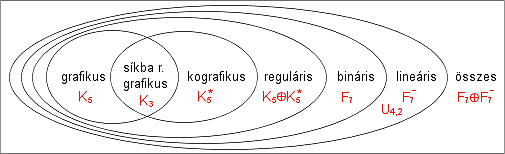 grafikus
síkba r.
grafikus
kografikus
reguláris
bináris
lineáris
összes
K₅
K₃
K₅*
K₅⊕K₅*
F₇
F₇⁻
U₄,₂
F₇⊕F₇⁻